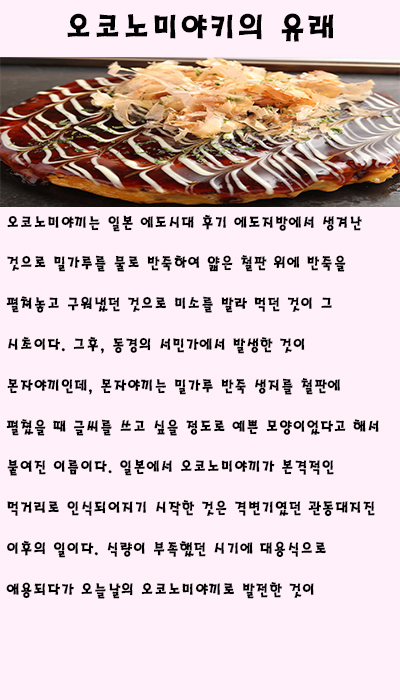 오코노미야키의 유래
오코노미야끼는 일본 에도시대 후기 에도지방에서 생겨난
것으로 밀가루를 물로 반죽하여 얇은 철판 위에 반죽을
펼쳐놓고 구워냈던 것으로 미소를 발라 먹던 것이 그
시초이다. 그후, 동경의 서민가에서 발생한 것이
몬자야끼인데, 몬자야끼는 밀가루 반죽 생지를 철판에
펼쳤을 때 글씨를 쓰고 싶을 정도로 예쁜 모양이었다고 해서
붙여진 이름이다. 일본에서 오코노미야끼가 본격적인
먹거리로 인식되어지기 시작한 것은 격변기였던 관동대지진
이후의 일이다. 식량이 부족했던 시기에 대용식으로
애용되다가 오늘날의 오코노미야끼로 발전한 것이